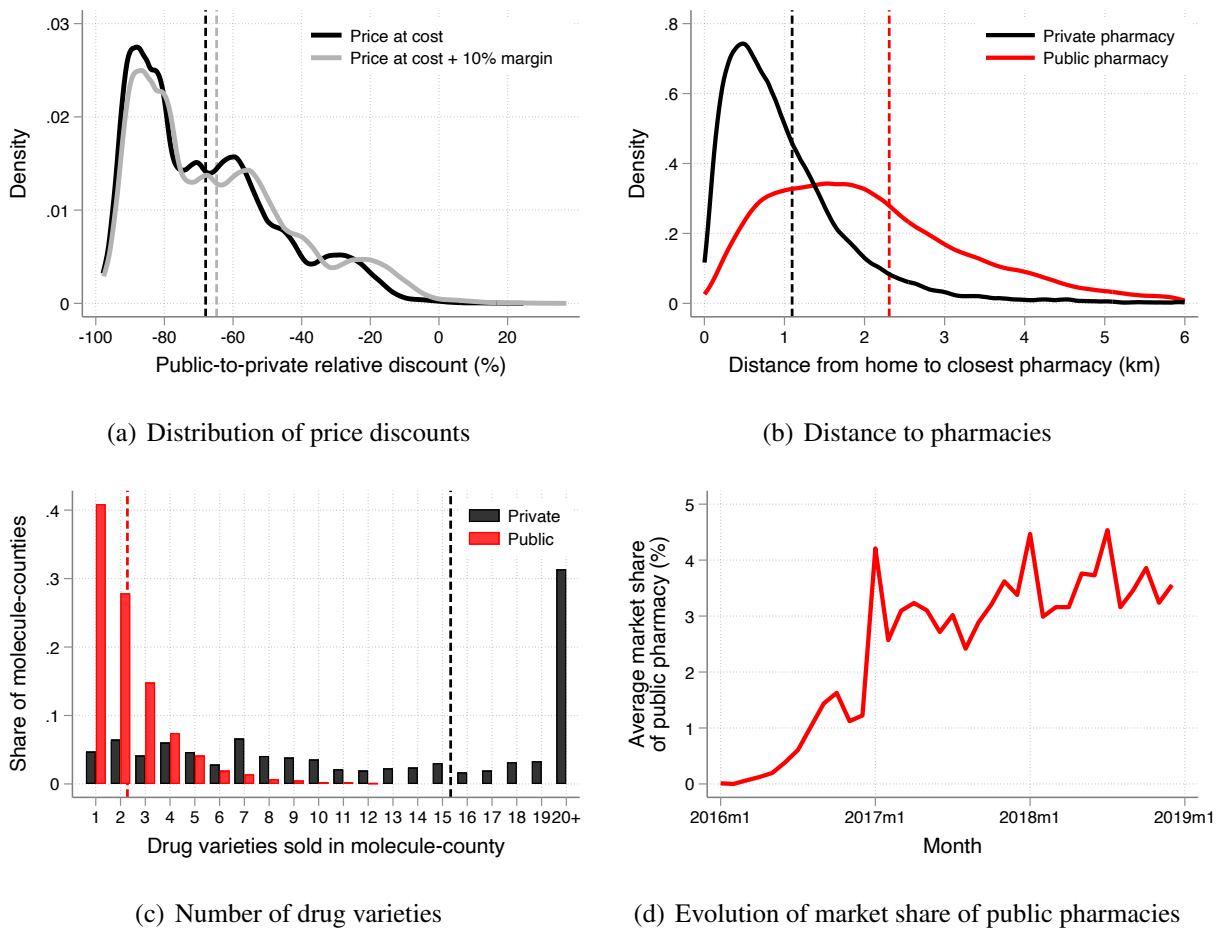 .03
.02
.01
0
Density
Price at cost
Price at cost + 10% margin
-100 -80 -60 -40 -20 0 20
Public-to-private relative discount (%)
(a) Distribution of price discounts
.8
.6
.4
.2
0
Density
Private pharmacy
Public pharmacy
0 1 2 3 4 5 6
Distance from home to closest pharmacy (km)
(b) Distance to pharmacies
.4
.3
.2
.1
0
Share of molecule-counties
Private
Public
1 2 3 4 5 6 7 8 9 10 11 12 13 14 15 16 17 18 19 20+
Drug varieties sold in molecule-county
(c) Number of drug varieties
5
4
3
2
1
0
Average market share
of public pharmacy (%)
2016m1 2017m1 2018m1 2019m1
Month
(d) Evolution of market share of public pharmacies